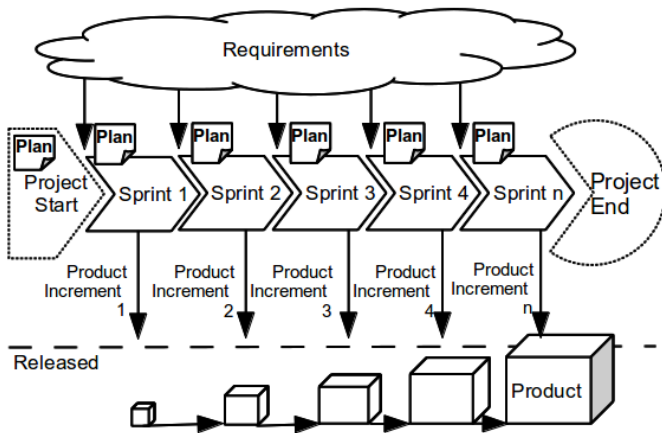 Requirements
Plan
Plan
Plan
Plan
Plan
Plan
Project
Start
Sprint 1
Sprint 2
Sprint 3
Sprint 4
Sprint n
Project
End
Product
Increment
1
Product
Increment
2
Product
Increment
3
Product
Increment
4
Product
Increment
n
Released
Product